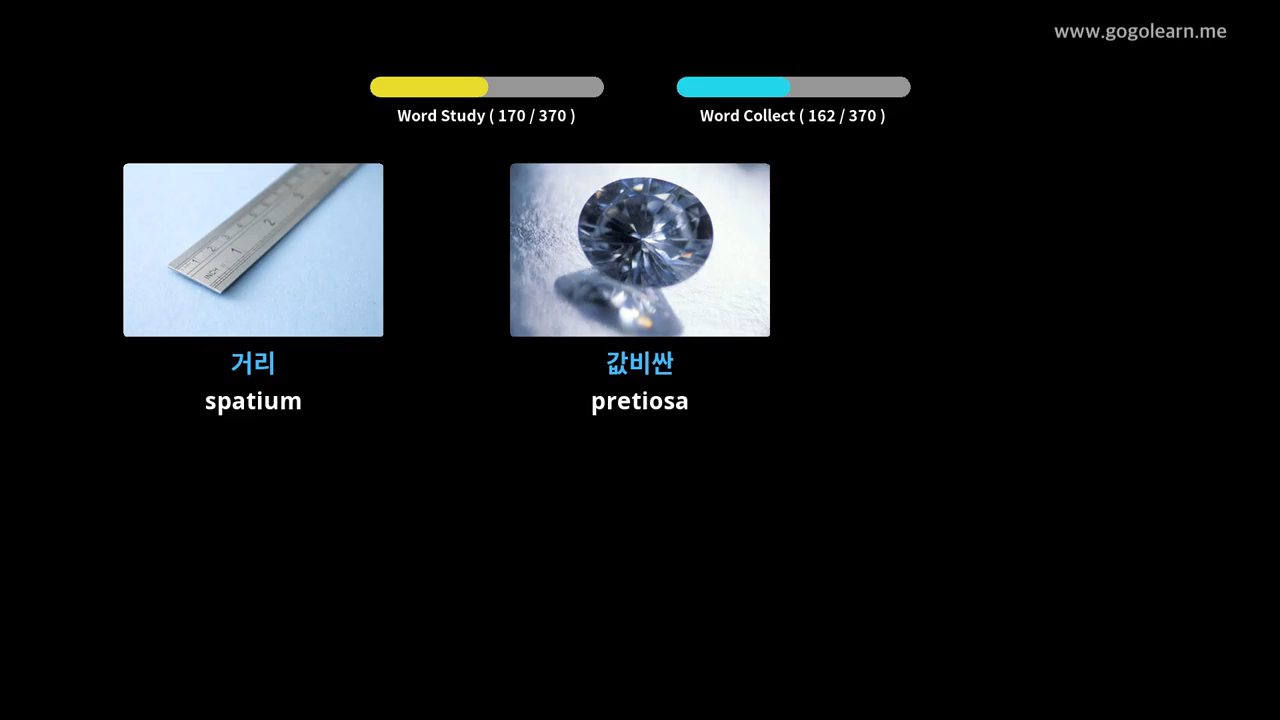 www.gogolearn.me
Word Study ( 170 / 370 )
Word Collect ( 162 / 370 )
거리
spatium
값비싼
pretiosa